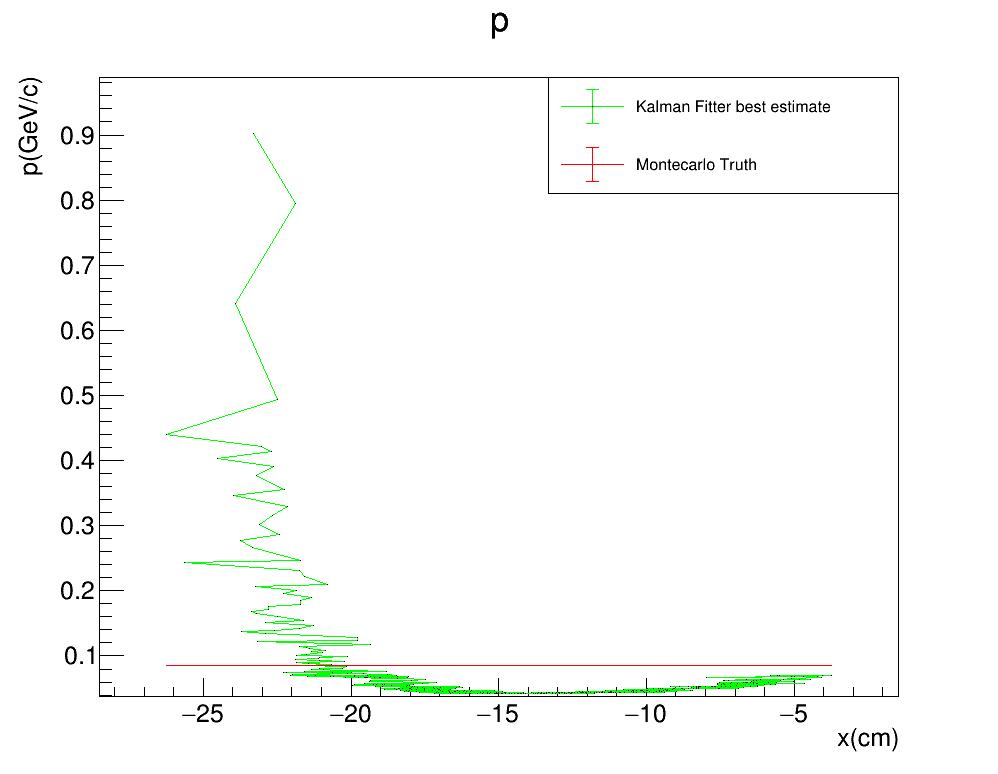 p
p(GeV/c)
Kalman Fitter best estimate
Montecarlo Truth
0.9
0.8
0.7
0.6
0.5
0.4
0.3
0.2
0.1
−25 −20 −15 −10 −5
x(cm)